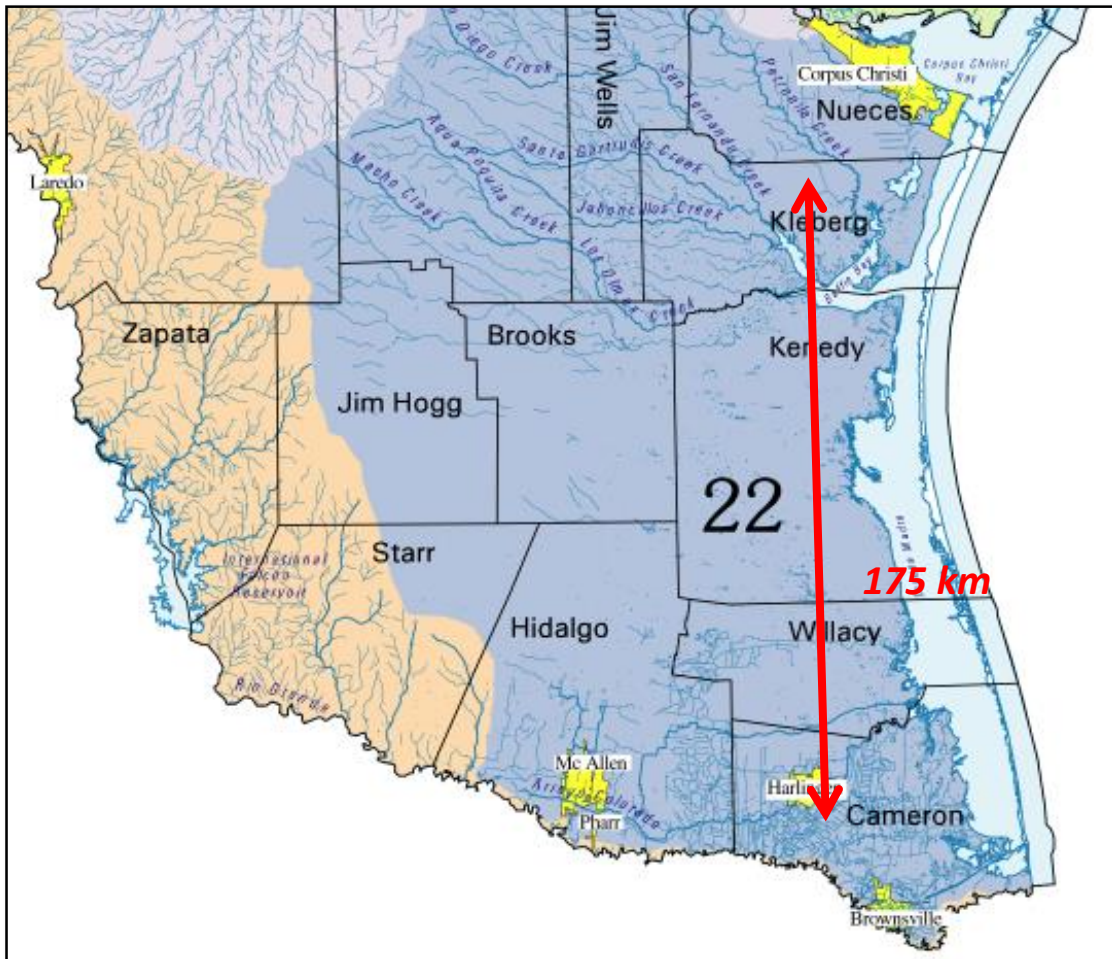 Diego Creek
Jim Wells
San Fernando Creek
Petronila Creek
Corpus Christi
Corpus Christi
Bay
Nueces
Agua Poquita Creek
Santa Gertrudis Creek
Macho Creek
Jaboncillos Creek
Laredo
Kleberg
Los Olmos Creek
Baffin Bay
Zapata
Brooks
Kenedy
Jim Hogg
22
Madre
Starr
International
Falcon
Reservoir
175 km
Hidalgo
Willacy
Rio Grande
Mc Allen
Harlingen
Arroyo Colorado
Pharr
Cameron
Brownsville